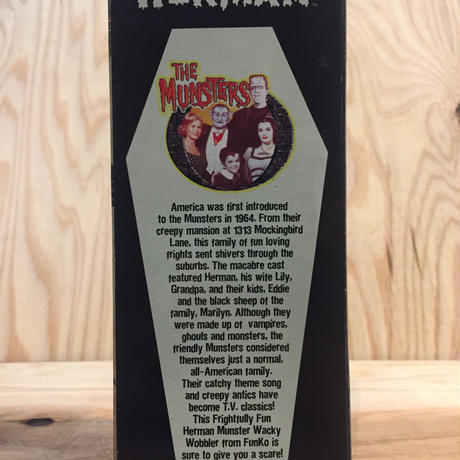 HERMAN
THE
MUNSTERS
America was first introduced
to the Munsters in 1964. From their
creepy mansion at 1313 Mockingbird
Lane, this family of fun loving
frights sent shivers through the
suburbs. The macabre cast
featured Herman, his wife Lily,
Grandpa, and their kids, Eddie
and the black sheep of the
family, Marilyn. Although they
were made up of vampires,
ghouls and monsters, the
friendly Munsters considered
themselves just a normal,
all-American family.
Their catchy theme song
and creepy antics have
become T.V. classics!
This Frightfully Fun
Herman Munster Wacky
Wobbler from FunKo is
sure to give you a scare!